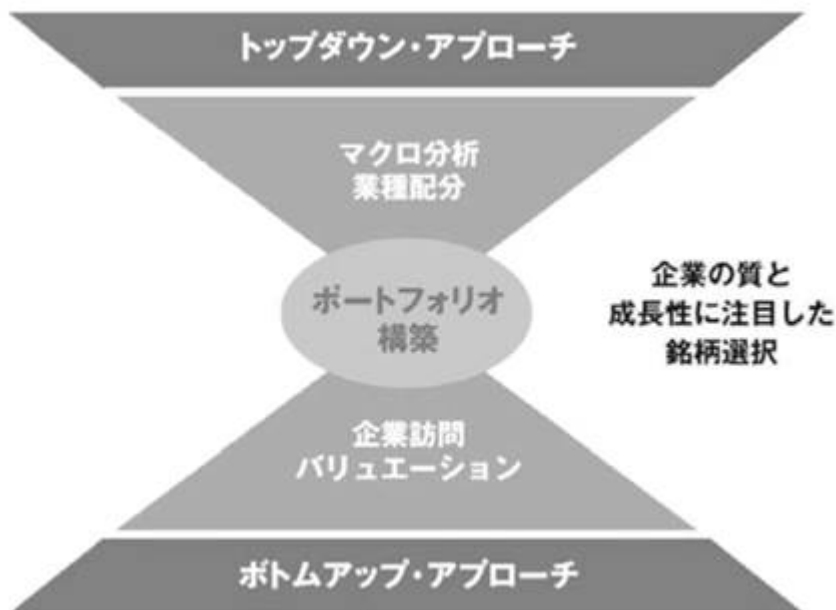 トップダウン・アプローチ
マクロ分析
業種配分
ポートフォリオ
構築
企業の質と
成長性に注目した
銘柄選択
企業訪問
バリュエーション
ボトムアップ・アプローチ